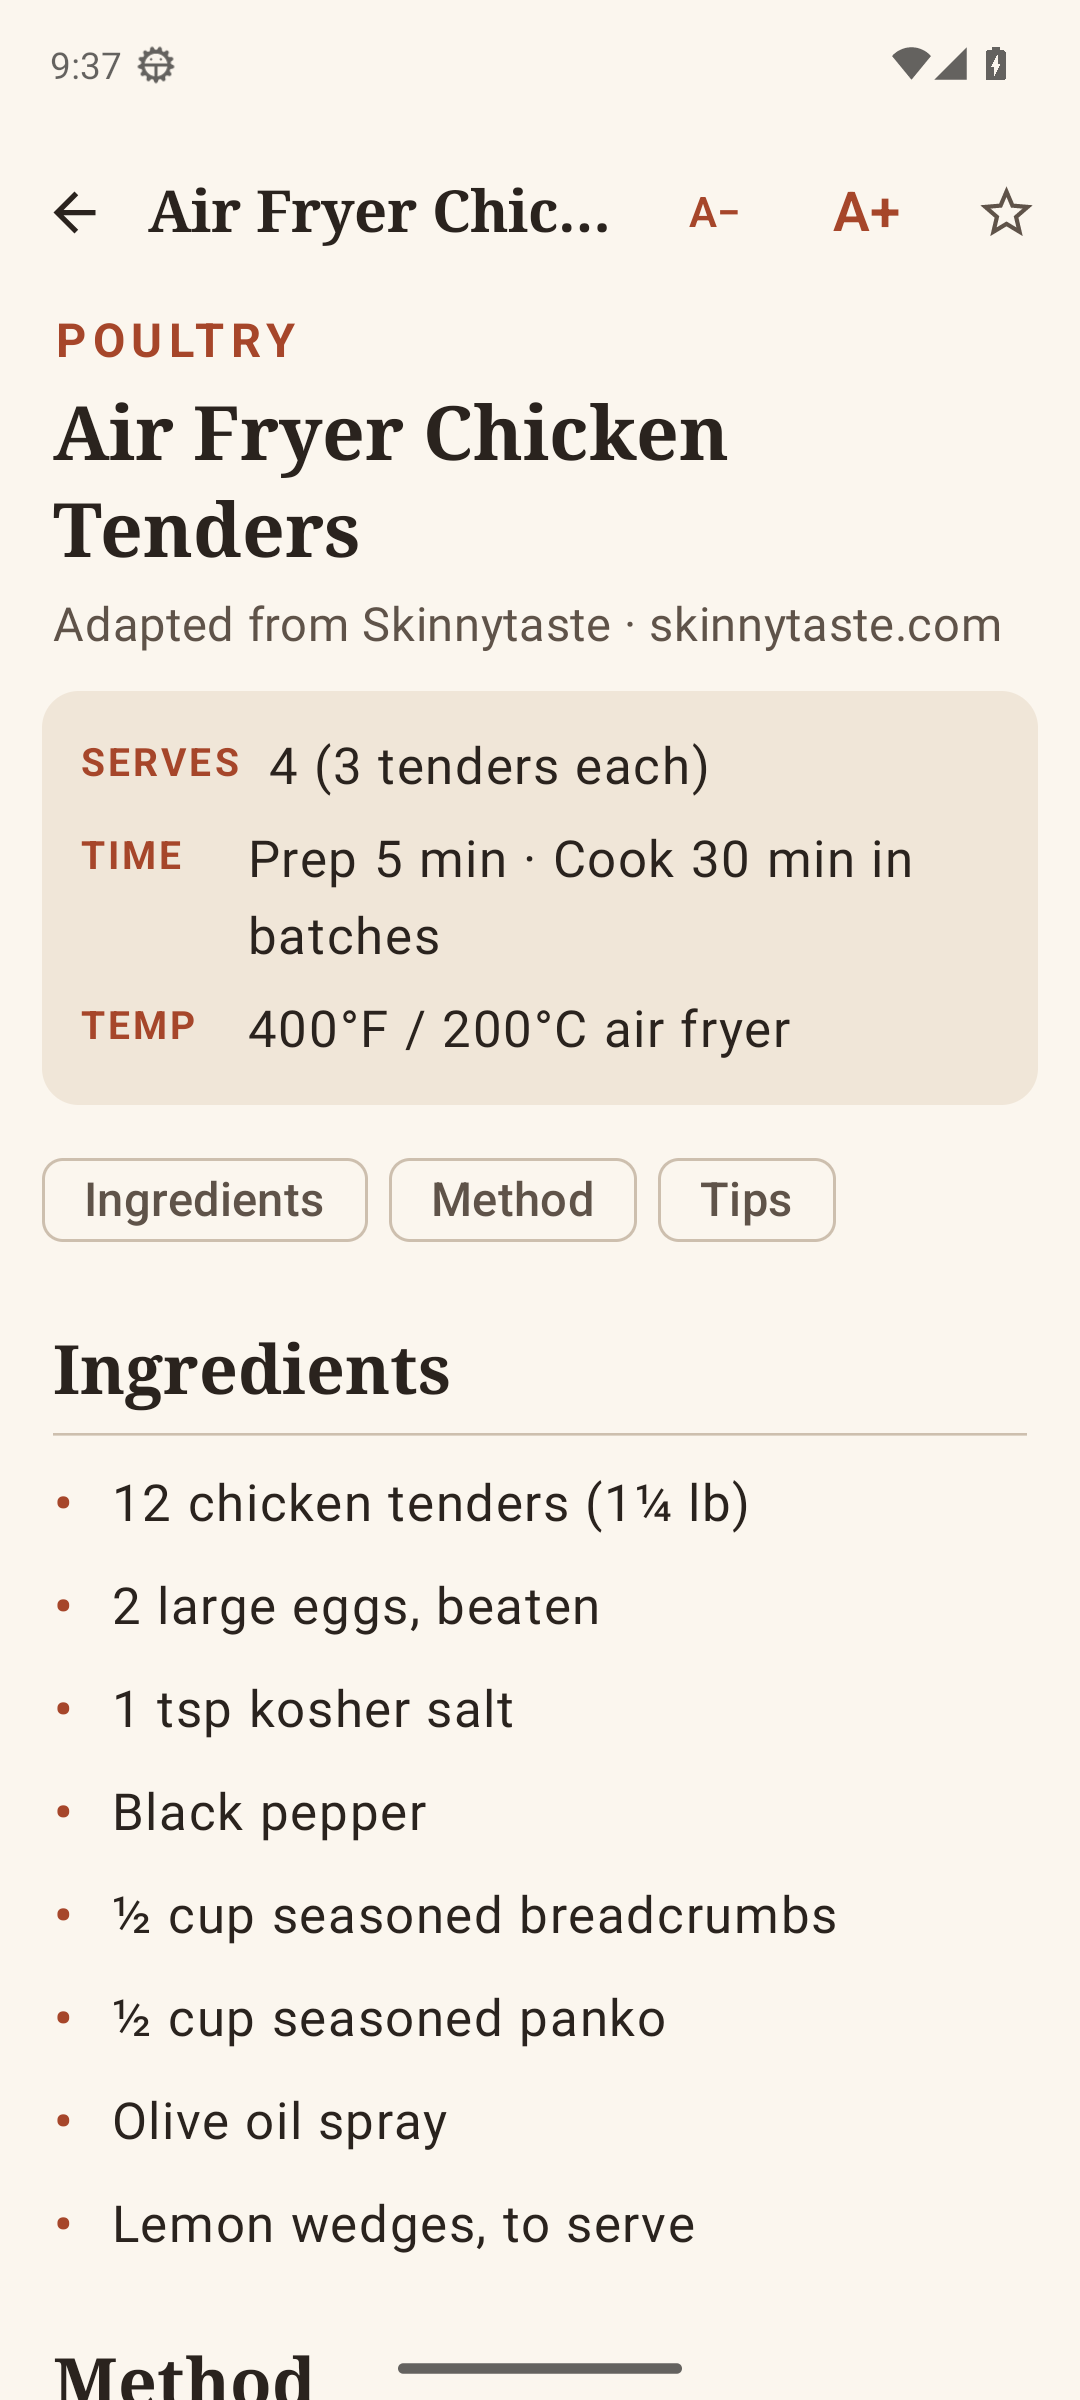 9:37
Air Fryer Chic...
A−
A+
POULTRY
Air Fryer Chicken
Tenders
Adapted from Skinnytaste · skinnytaste.com
SERVES 4 (3 tenders each)
TIME Prep 5 min · Cook 30 min in
batches
TEMP 400°F / 200°C air fryer
Ingredients
Method
Tips
Ingredients
• 12 chicken tenders (1¼ lb)
• 2 large eggs, beaten
• 1 tsp kosher salt
• Black pepper
• ½ cup seasoned breadcrumbs
• ½ cup seasoned panko
• Olive oil spray
• Lemon wedges, to serve
Method